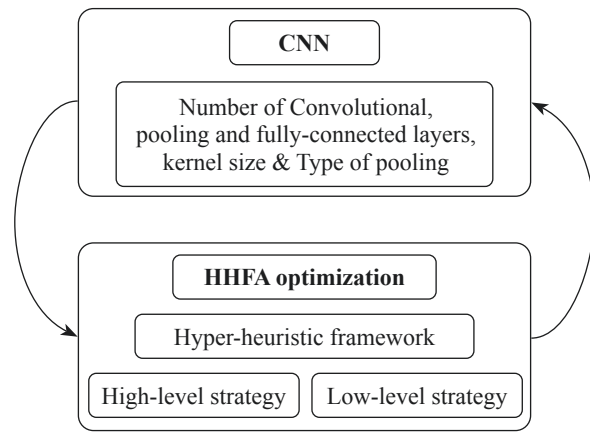 CNN
Number of Convolutional,
pooling and fully-connected layers,
kernel size & Type of pooling
HHFA optimization
Hyper-heuristic framework
High-level strategy
Low-level strategy